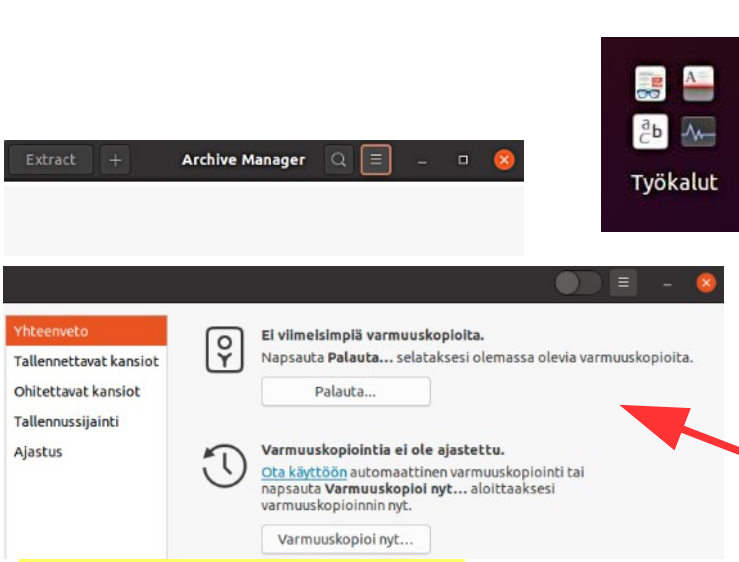 Työkalut
Extract
Archive Manager
Yhteenveto
Tallennettavat kansiot
Ohitettavat kansiot
Tallennussijainti
Ajastus
Ei viimeisimpiä varmuuskopioita.
Napsauta Palauta... selataksesi olemassa olevia varmuuskopioita.
Palauta...
Varmuuskopiointia ei ole ajastettu.
Ota käyttöön automaattinen varmuuskopiointi tai
napsauta Varmuuskopioi nyt... aloittaaksesi
varmuuskopioinnin nyt.
Varmuuskopioi nyt...